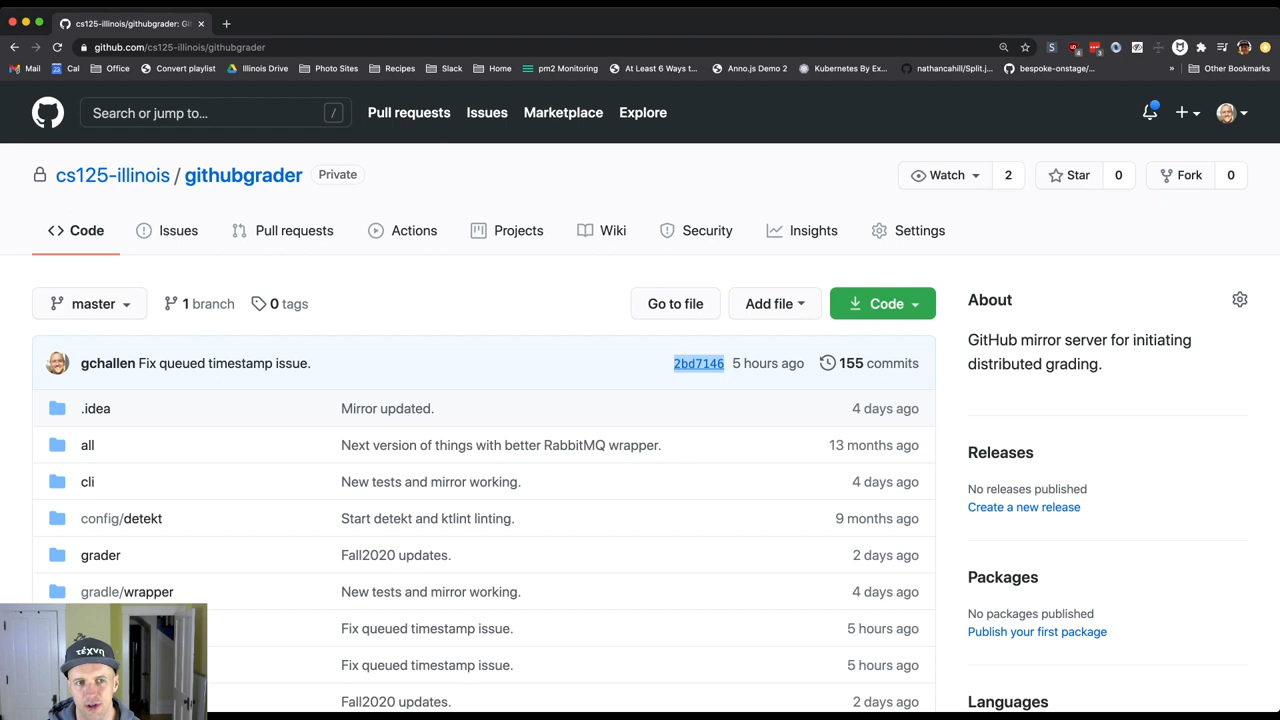 cs125-illinois/githubgrader: Git
github.com/cs125-illinois/githubgrader
Mail Cal Office Convert playlist Illinois Drive Photo Sites Recipes Slack Home pm2 Monitoring At Least 6 Ways t... Anno.js Demo 2 Kubernetes By Ex... nathancahill/Split.j... bespoke-onstage/... » Other Bookmarks
Search or jump to... / Pull requests Issues Marketplace Explore
cs125-illinois / githubgrader Private Watch 2 Star 0 Fork 0
Code Issues Pull requests Actions Projects Wiki Security Insights Settings
master 1 branch 0 tags Go to file Add file Code
gchallen Fix queued timestamp issue. 2bd7146 5 hours ago 155 commits
.idea Mirror updated. 4 days ago
all Next version of things with better RabbitMQ wrapper. 13 months ago
cli New tests and mirror working. 4 days ago
config/detekt Start detekt and ktlint linting. 9 months ago
grader Fall2020 updates. 2 days ago
gradle/wrapper New tests and mirror working. 4 days ago
Fix queued timestamp issue. 5 hours ago
Fix queued timestamp issue. 5 hours ago
Fall2020 updates. 2 days ago
About
GitHub mirror server for initiating
distributed grading.
Releases
No releases published
Create a new release
Packages
No packages published
Publish your first package
Languages
τέχνη